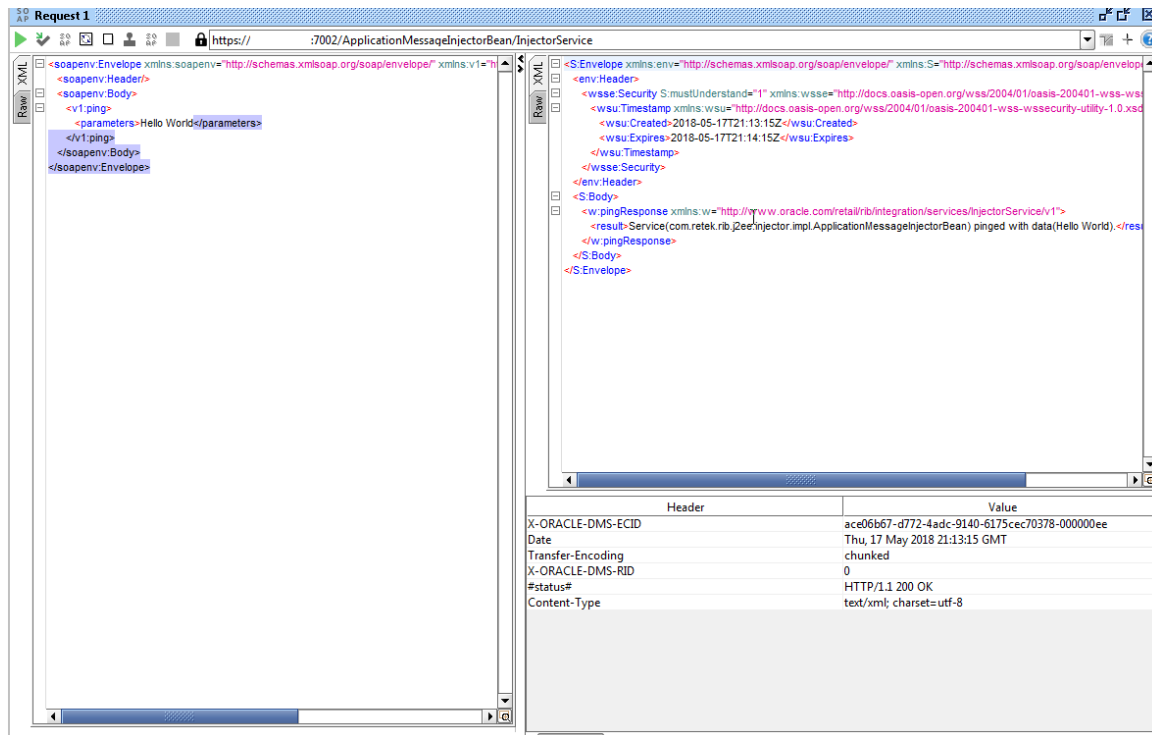 SO AP Request 1
https:// :7002/ApplicationMessageInjectorBean/InjectorService
XML
Raw
<soapenv:Envelope xmlns:soapenv="http://schemas.xmlsoap.org/soap/envelope/" xmlns:v1="h
<soapenv:Header/>
<soapenv:Body>
<v1:ping>
<parameters>Hello World</parameters>
</v1:ping>
</soapenv:Body>
</soapenv:Envelope>
XML
Raw
<S:Envelope xmlns:env="http://schemas.xmlsoap.org/soap/envelope/" xmlns:S="http://schemas.xmlsoap.org/soap/envelope
<env:Header>
<wsse:Security S:mustUnderstand="1" xmlns:wsse="http://docs.oasis-open.org/wss/2004/01/oasis-200401-wss-wss
<wsu:Timestamp xmlns:wsu="http://docs.oasis-open.org/wss/2004/01/oasis-200401-wss-wssecurity-utility-1.0.xsd
<wsu:Created>2018-05-17T21:13:15Z</wsu:Created>
<wsu:Expires>2018-05-17T21:14:15Z</wsu:Expires>
</wsu:Timestamp>
</wsse:Security>
</env:Header>
<S:Body>
<w:pingResponse xmlns:w="http://www.oracle.com/retail/rib/integration/services/InjectorService/v1">
<result>Service(com.retek.rib.j2ee.injector.impl.ApplicationMessageInjectorBean) pinged with data(Hello World).</res
</w:pingResponse>
</S:Body>
</S:Envelope>
Header Value
X-ORACLE-DMS-ECID ace06b67-d772-4adc-9140-6175cec70378-000000ee
Date Thu, 17 May 2018 21:13:15 GMT
Transfer-Encoding chunked
X-ORACLE-DMS-RID 0
#status# HTTP/1.1 200 OK
Content-Type text/xml; charset=utf-8